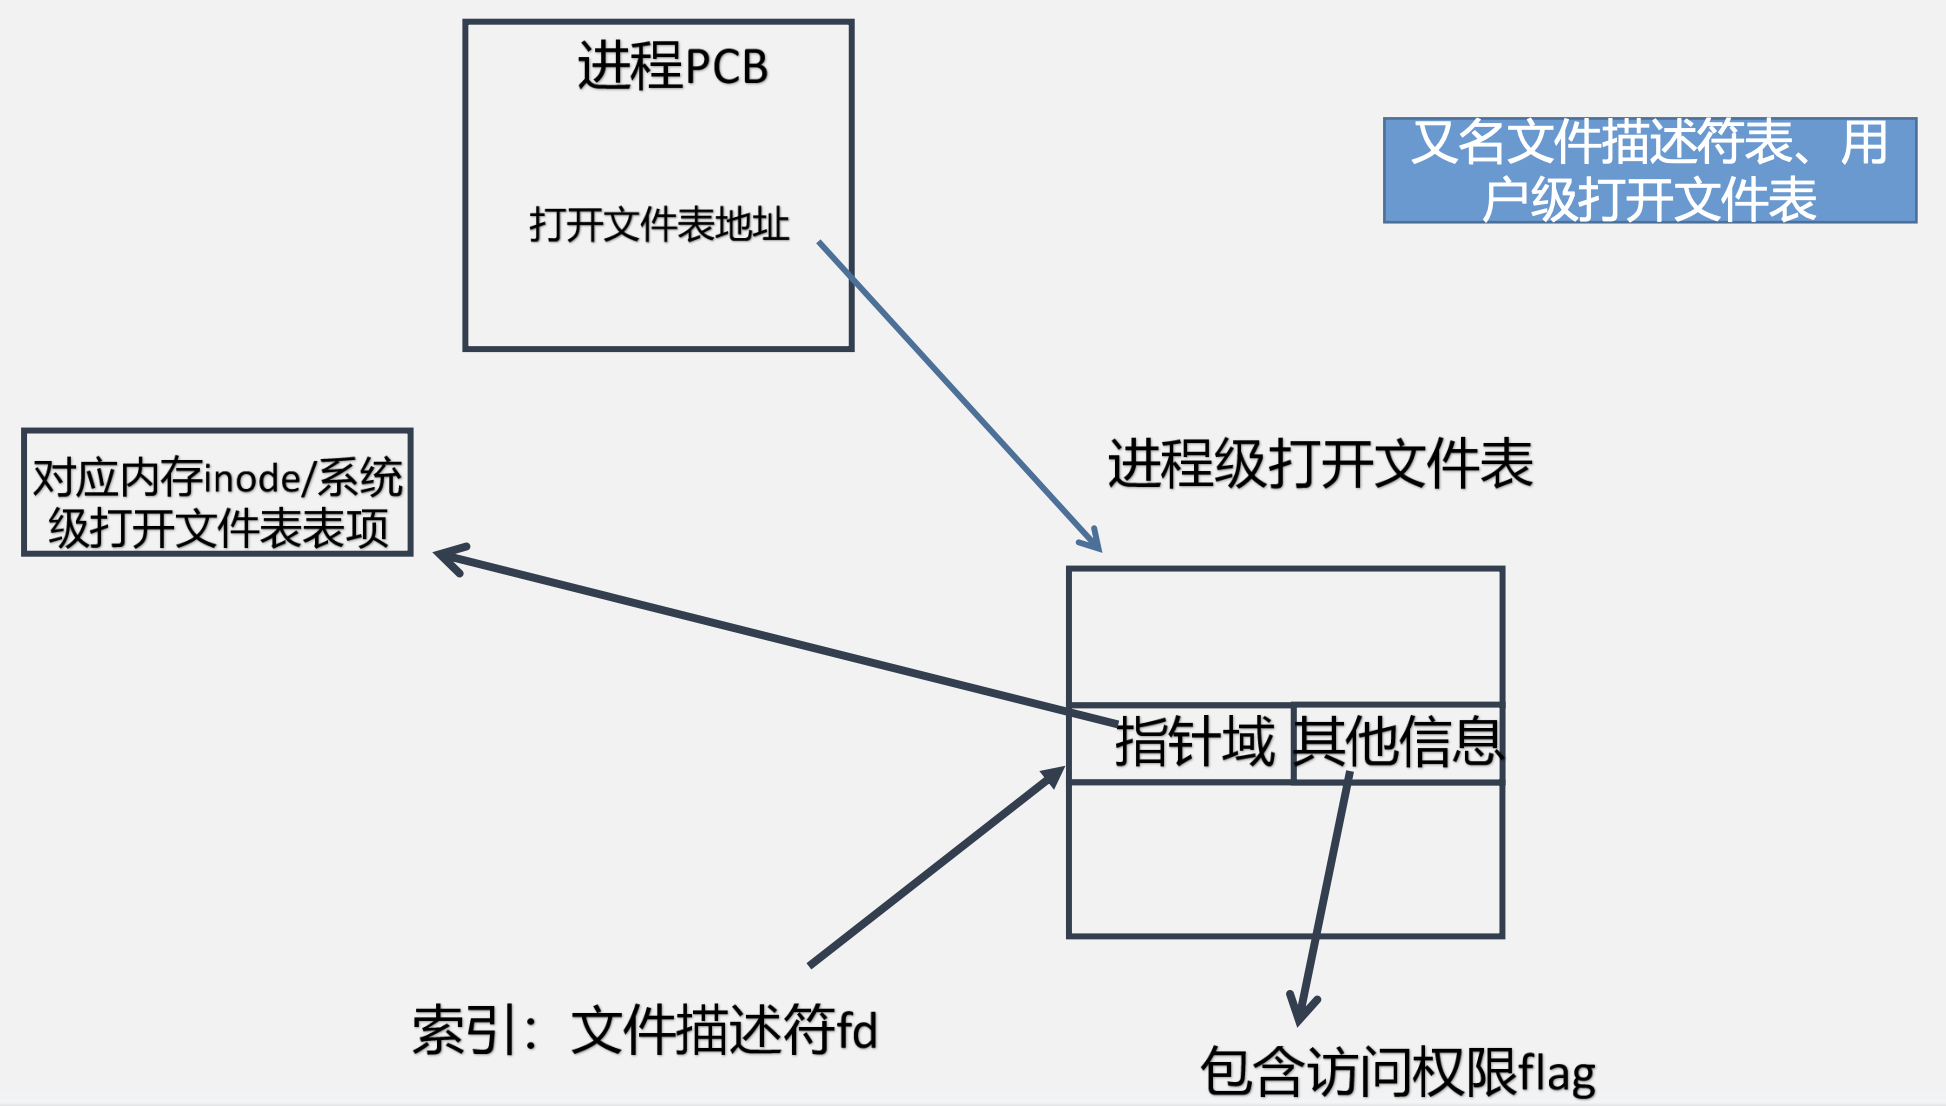 进程PCB
打开文件表地址
又名文件描述符表、用
户级打开文件表
对应内存inode/系统
级打开文件表表项
进程级打开文件表
指针域
其他信息
索引：文件描述符fd
包含访问权限flag